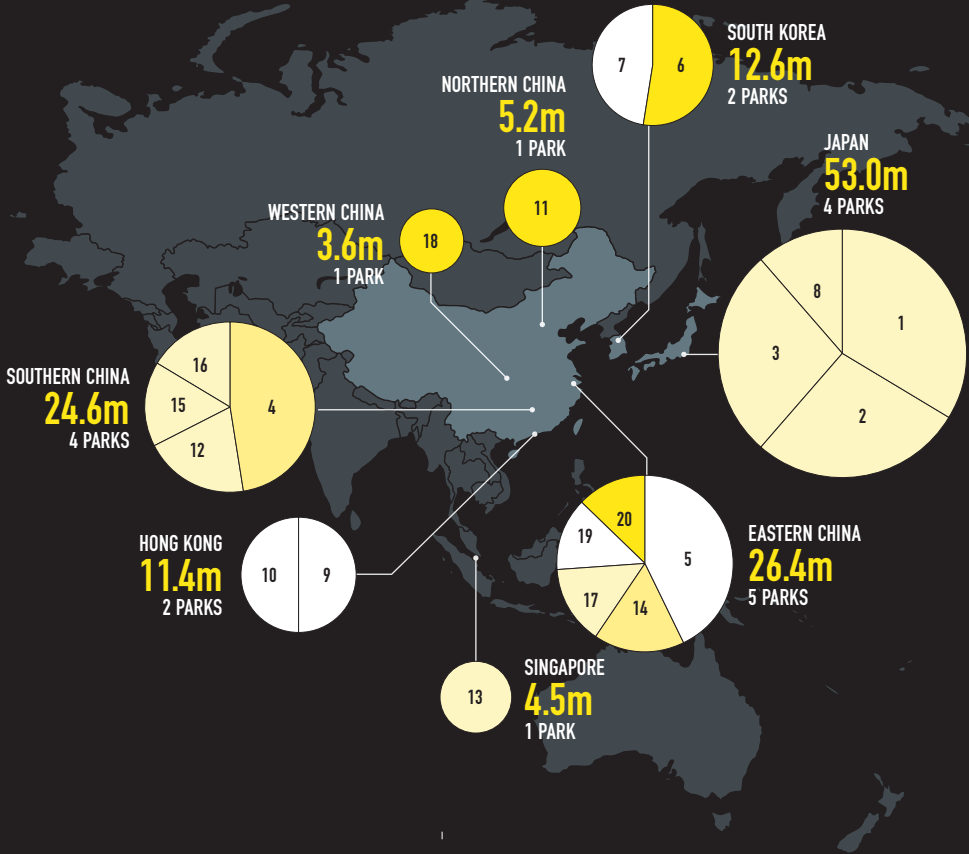 SOUTH KOREA
12.6m
2 PARKS
7
6
NORTHERN CHINA
5.2m
1 PARK
11
JAPAN
53.0m
4 PARKS
8
1
3
2
WESTERN CHINA
3.6m
1 PARK
18
SOUTHERN CHINA
24.6m
4 PARKS
16
15
4
12
HONG KONG
11.4m
2 PARKS
10
9
EASTERN CHINA
26.4m
5 PARKS
20
19
5
17
14
SINGAPORE
4.5m
1 PARK
13